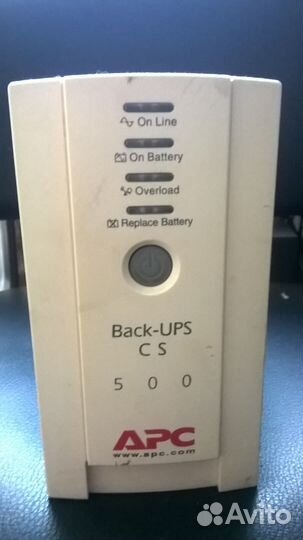 On Line
On Battery
Overload
Replace Battery
Back-UPS
CS
500
APC
www.apc.com
Avito